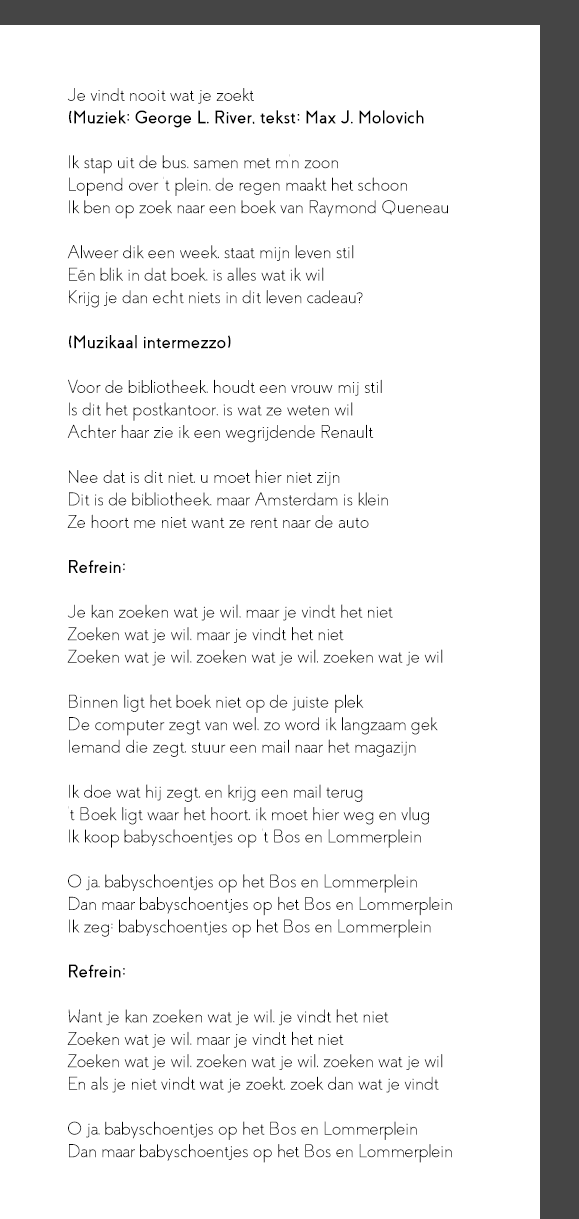 Je vindt nooit wat je zoekt
(Muziek: George L. River, tekst: Max J. Molovich
Ik stap uit de bus, samen met m'n zoon
Lopend over 't plein, de regen maakt het schoon
Ik ben op zoek naar een boek van Raymond Queneau
Alweer dik een week, staat mijn leven stil
Eén blik in dat boek, is alles wat ik wil
Krijg je dan echt niets in dit leven cadeau?
(Muzikaal intermezzo)
Voor de bibliotheek, houdt een vrouw mij stil
Is dit het postkantoor, is wat ze weten wil
Achter haar zie ik een wegrijdende Renault
Nee dat is dit niet, u moet hier niet zijn
Dit is de bibliotheek, maar Amsterdam is klein
Ze hoort me niet want ze rent naar de auto
Refrein:
Je kan zoeken wat je wil, maar je vindt het niet
Zoeken wat je wil, maar je vindt het niet
Zoeken wat je wil, zoeken wat je wil, zoeken wat je wil
Binnen ligt het boek niet op de juiste plek
De computer zegt van wel, zo word ik langzaam gek
Iemand die zegt, stuur een mail naar het magazijn
Ik doe wat hij zegt, en krijg een mail terug
't Boek ligt waar het hoort, ik moet hier weg en vlug
Ik koop babyschoentjes op 't Bos en Lommerplein
O ja, babyschoentjes op het Bos en Lommerplein
Dan maar babyschoentjes op het Bos en Lommerplein
Ik zeg: babyschoentjes op het Bos en Lommerplein
Refrein:
Want je kan zoeken wat je wil, je vindt het niet
Zoeken wat je wil, maar je vindt het niet
Zoeken wat je wil, zoeken wat je wil, zoeken wat je wil
En als je niet vindt wat je zoekt, zoek dan wat je vindt
O ja, babyschoentjes op het Bos en Lommerplein
Dan maar babyschoentjes op het Bos en Lommerplein